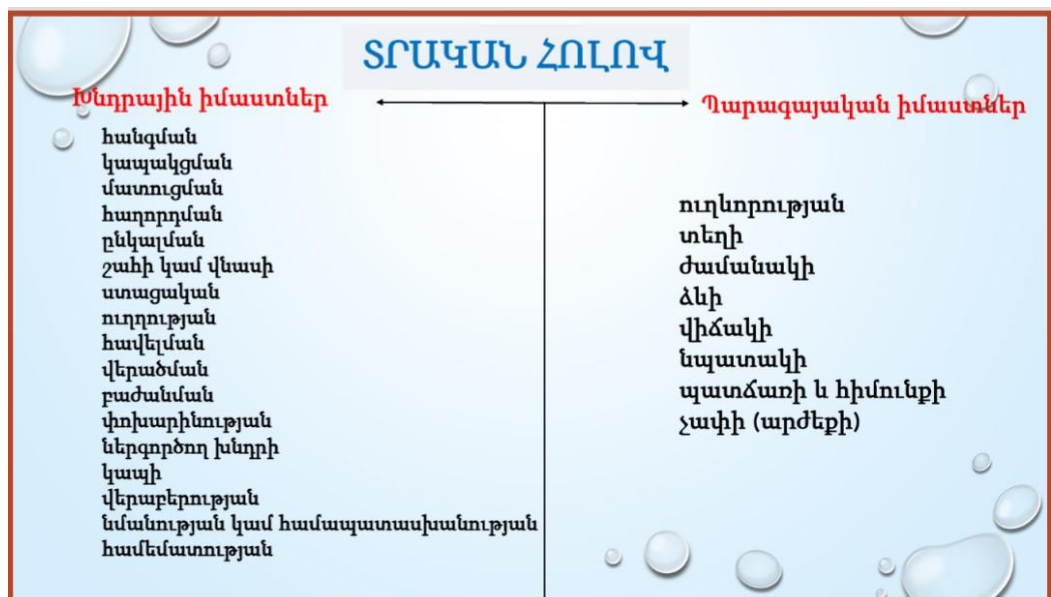 ՏՐԱԿԱՆ ՀՈԼՈՎ
Խնդրային իմաստներ
հանգման
կապակցման
մատուցման
հաղորդման
ընկալման
շահի կամ վնասի
ստացական
ուղղության
հավելման
վերածման
բաժանման
փոխարինության
ներգործող խնդրի
կապի
վերաբերության
նմանության կամ համապատասխանության
համեմատության
Պարագայական իմաստներ
ուղևորության
տեղի
ժամանակի
ձևի
վիճակի
նպատակի
պատճառի և հիմունքի
չափի (արժեքի)